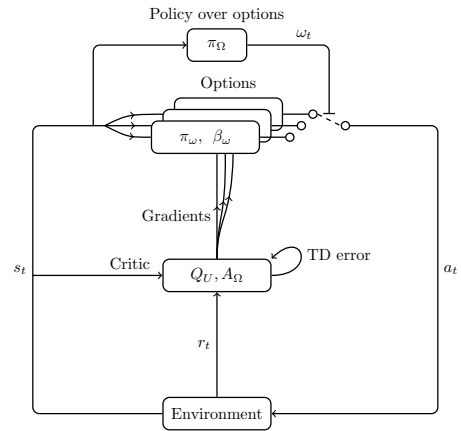 Policy over options
π_Ω
ω_t
Options
π_ω, β_ω
Gradients
Critic
TD error
s_t
Q_U, A_Ω
a_t
r_t
Environment